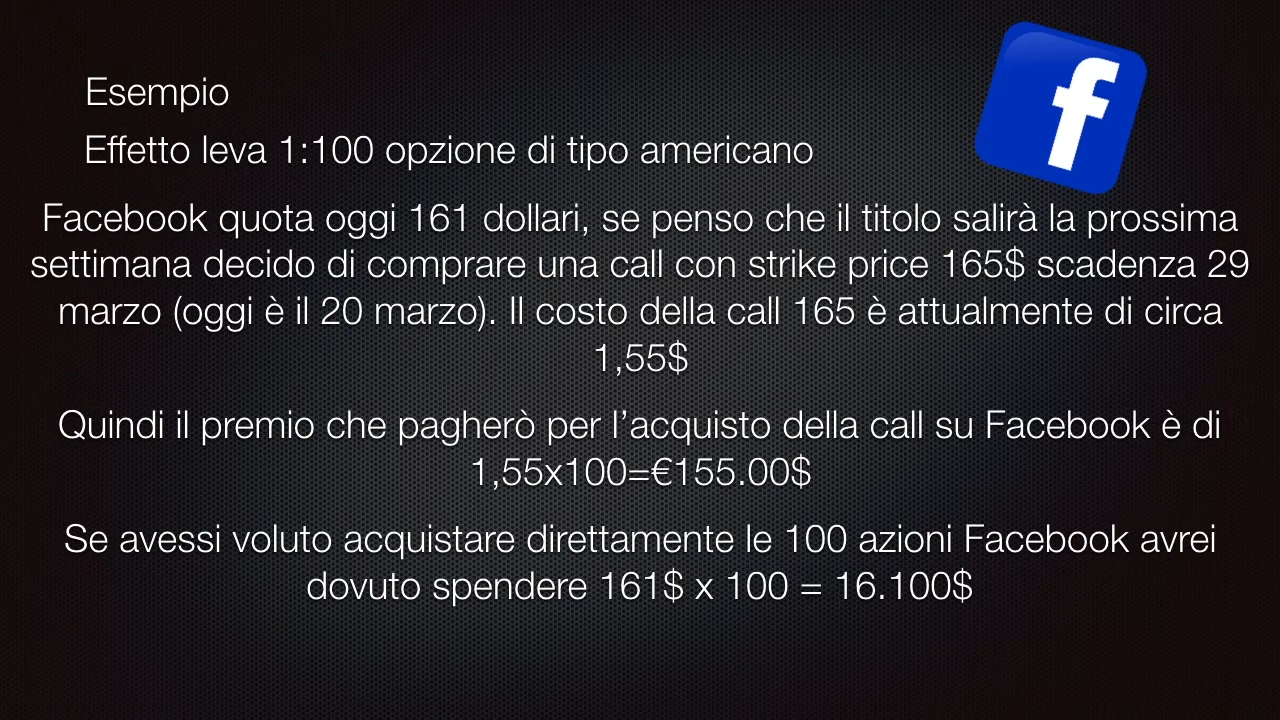 Esempio
Effetto leva 1:100 opzione di tipo americano
Facebook quota oggi 161 dollari, se penso che il titolo salirà la prossima
settimana decido di comprare una call con strike price 165$ scadenza 29
marzo (oggi è il 20 marzo). Il costo della call 165 è attualmente di circa
1,55$
Quindi il premio che pagherò per l’acquisto della call su Facebook è di
1,55x100=€155.00$
Se avessi voluto acquistare direttamente le 100 azioni Facebook avrei
dovuto spendere 161$ x 100 = 16.100$